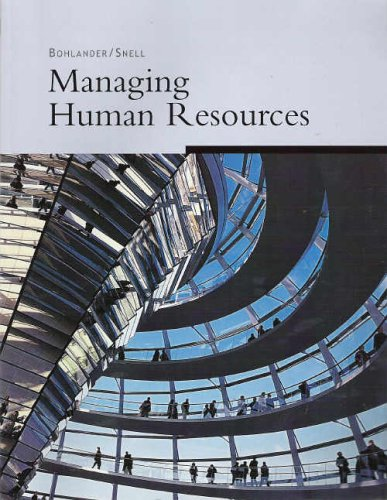 BOHLANDER/SNELL
Managing
Human Resources